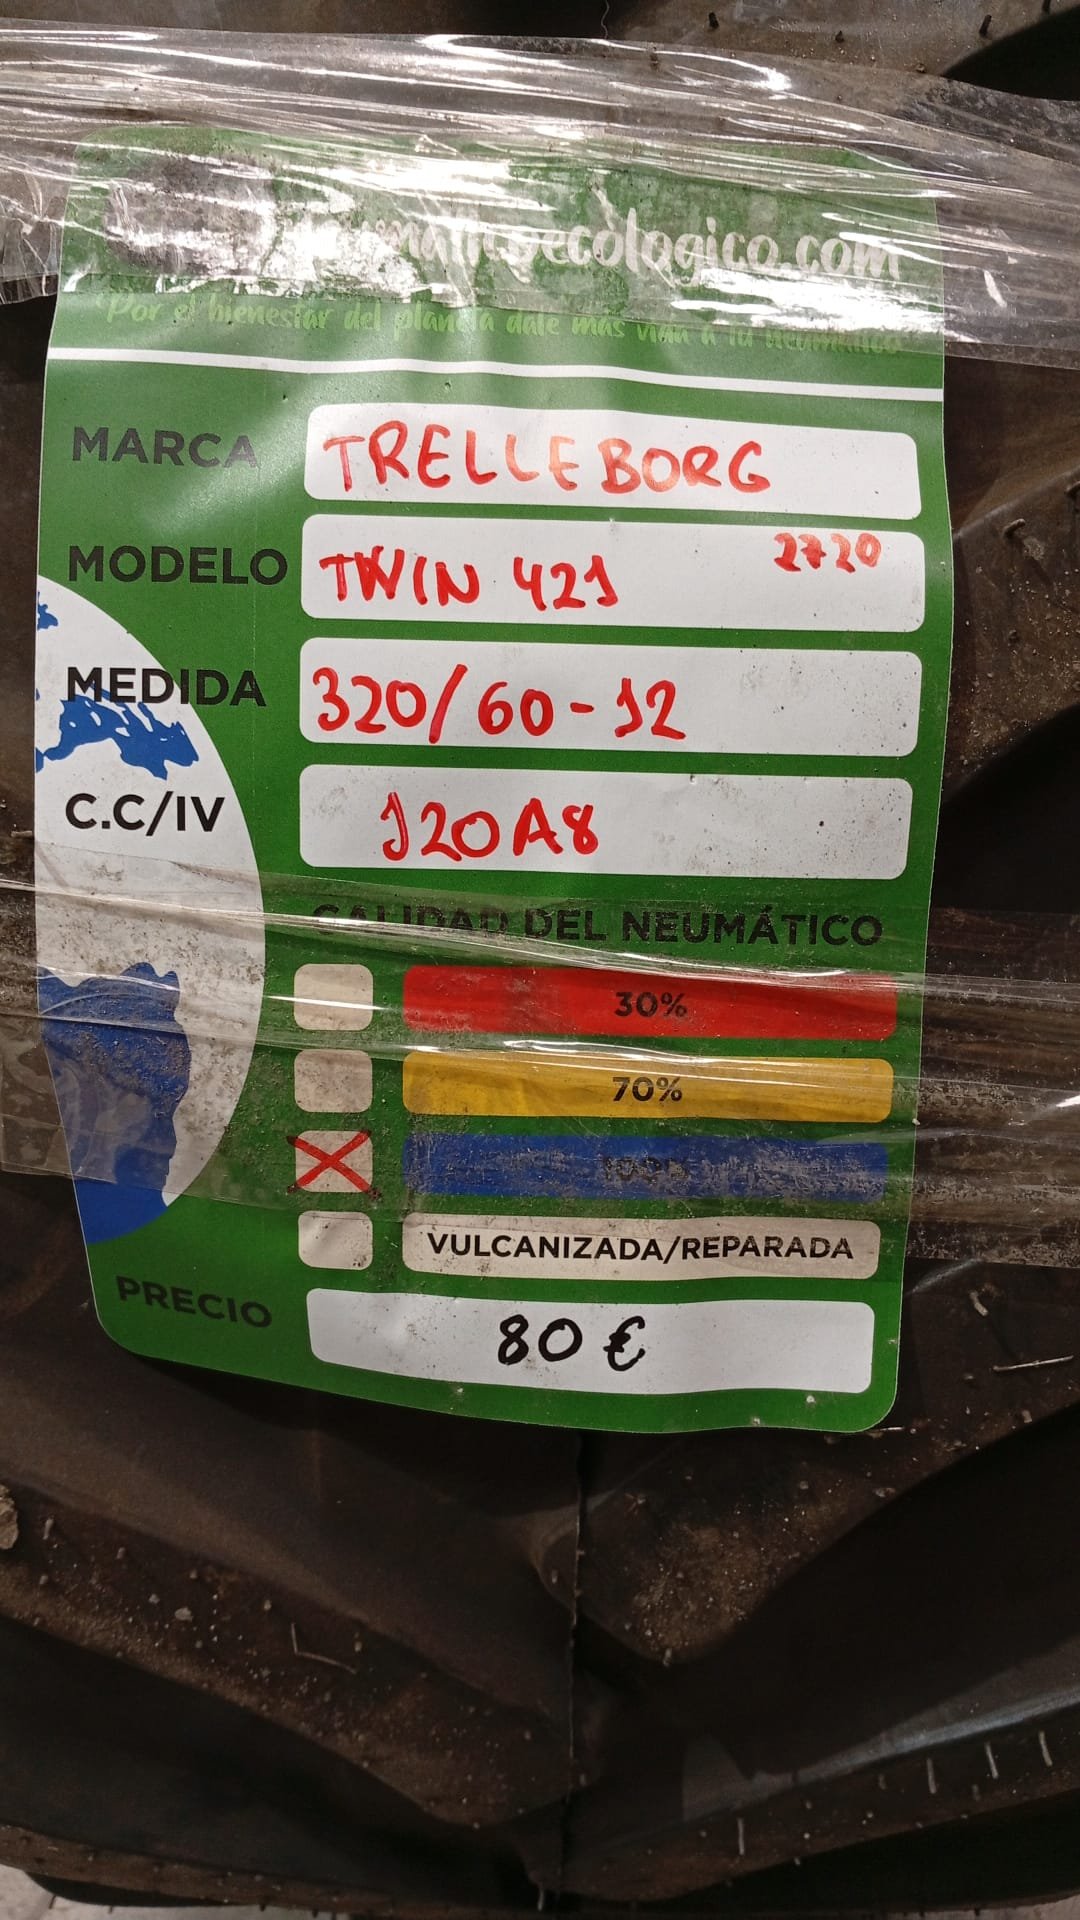 neumaticoecologico.com
Por el bienestar del planeta dale más vida a tu neumático
MARCA TRELLEBORG
MODELO TWIN 421 2720
MEDIDA 320/60-12
C.C/IV 120A8
CALIDAD DEL NEUMÁTICO
30%
70%
X 100%
VULCANIZADA/REPARADA
PRECIO 80 €